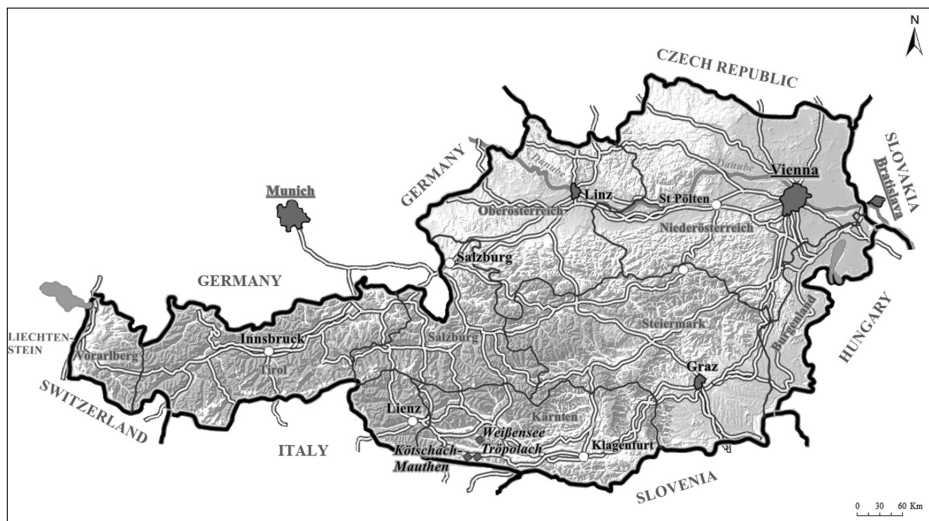 N
CZECH REPUBLIC
SLOVAKIA
Bratislava
GERMANY
Danube
Danube
Vienna
Munich
Linz
St Pölten
Oberösterreich
Niederösterreich
Salzburg
GERMANY
HUNGARY
Burgenland
LIECHTEN-
STEIN
Vorarlberg
Innsbruck
Tirol
Salzburg
Steiermark
Graz
SWITZERLAND
Lienz
Kärnten
ITALY
Weißensee
Tröpolach
Kötschach-
Mauthen
Klagenfurt
SLOVENIA
0 30 60 Km